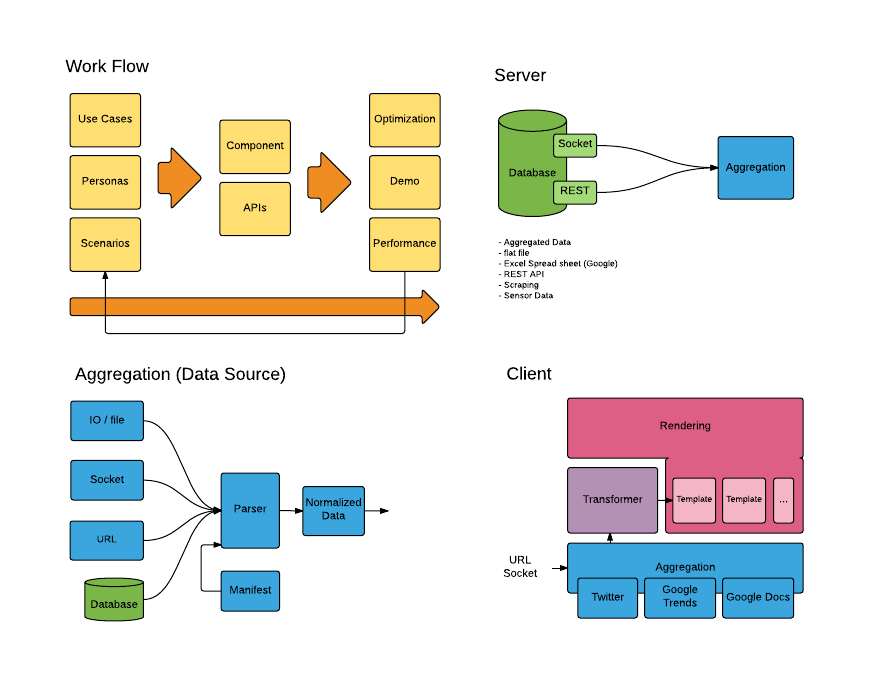 Work Flow
Use Cases
Personas
Scenarios
Component
APIs
Optimization
Demo
Performance
Server
Database
Socket
REST
Aggregation
- Aggregated Data
- flat file
- Excel Spread sheet (Google)
- REST API
- Scraping
- Sensor Data
Aggregation (Data Source)
IO / file
Socket
URL
Database
Parser
Manifest
Normalized
Data
Client
Rendering
Transformer
Template
Template
...
URL
Socket
Aggregation
Twitter
Google
Trends
Google Docs